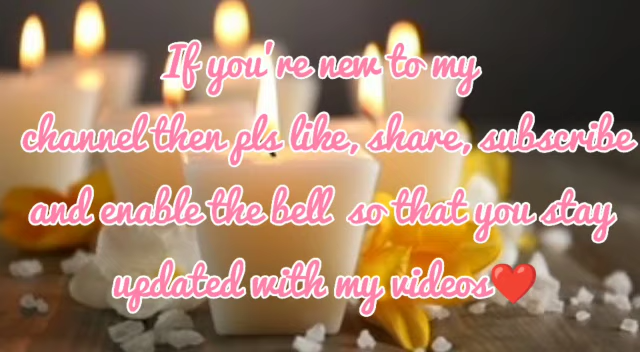 If you're new to my
channel then pls like, share, subscribe
and enable the bell so that you stay
updated with my videos❤️